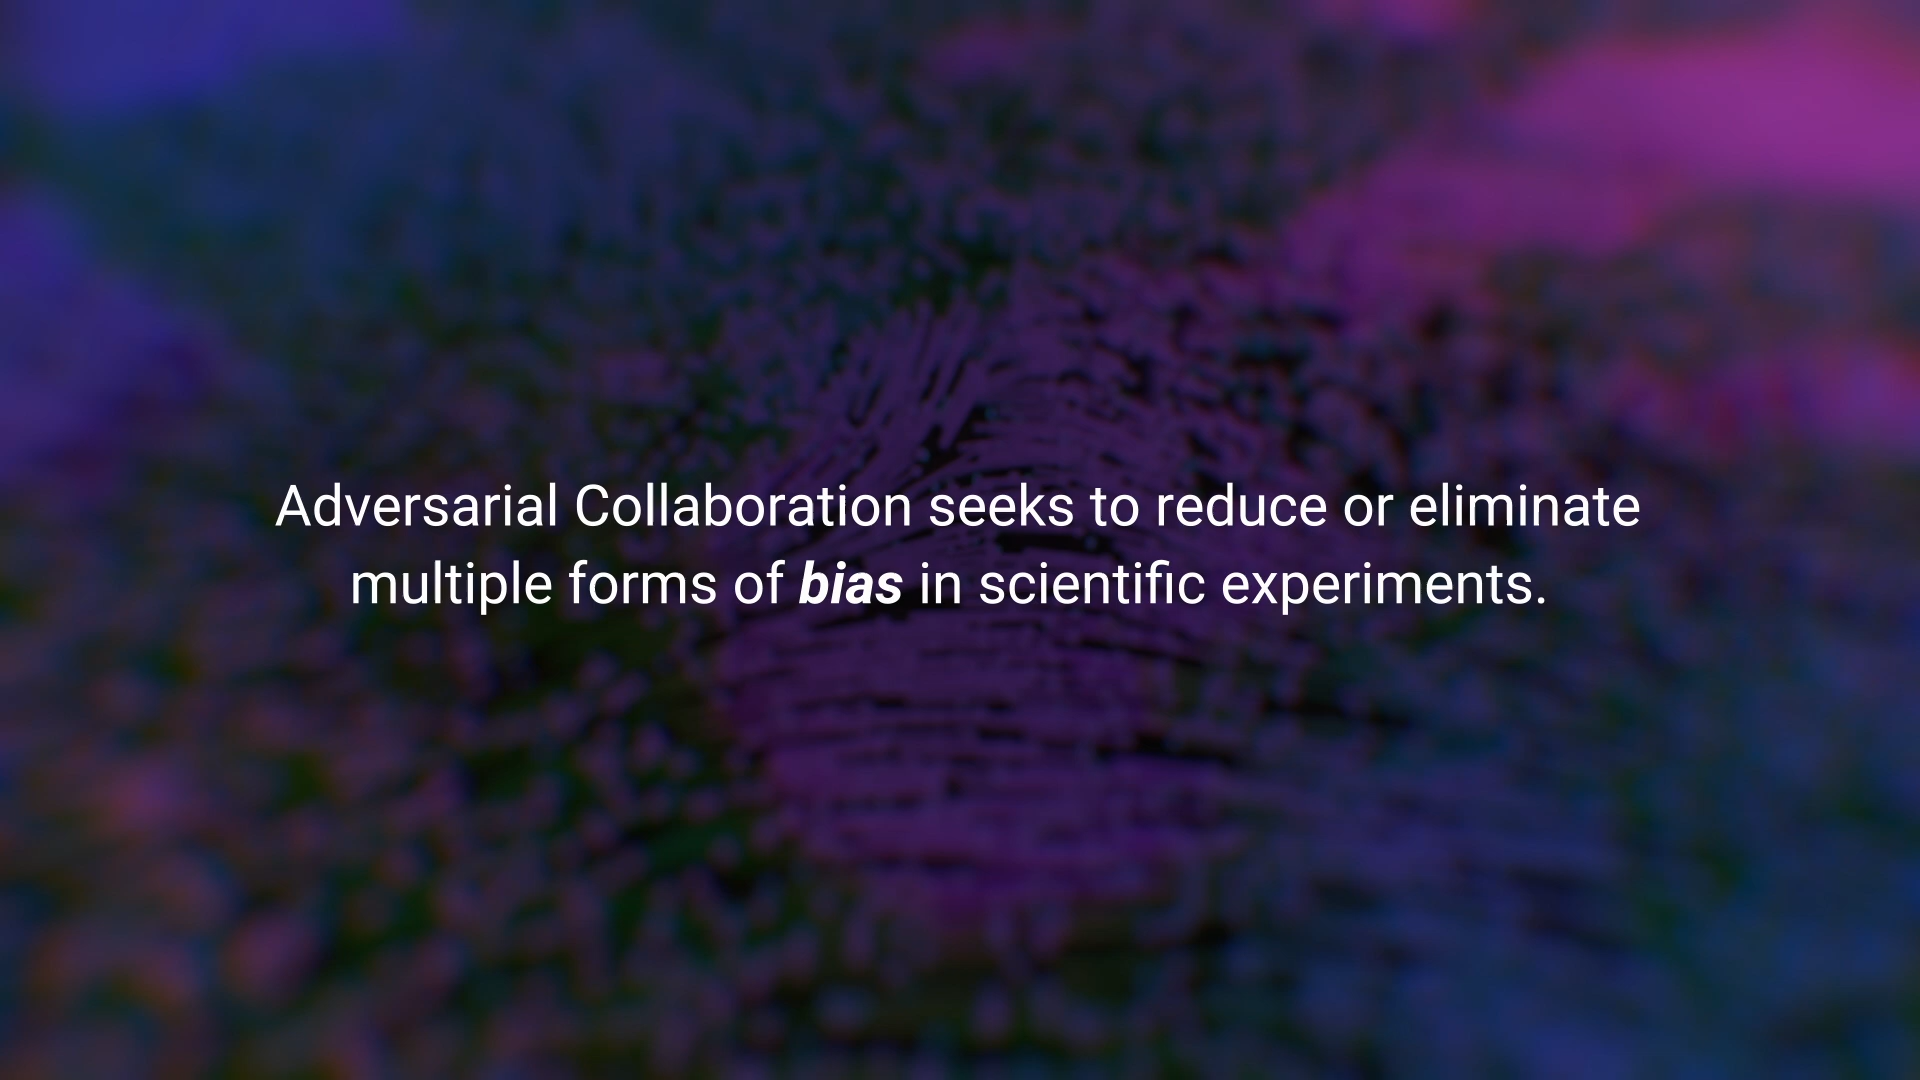 Adversarial Collaboration seeks to reduce or eliminate
multiple forms of bias in scientific experiments.